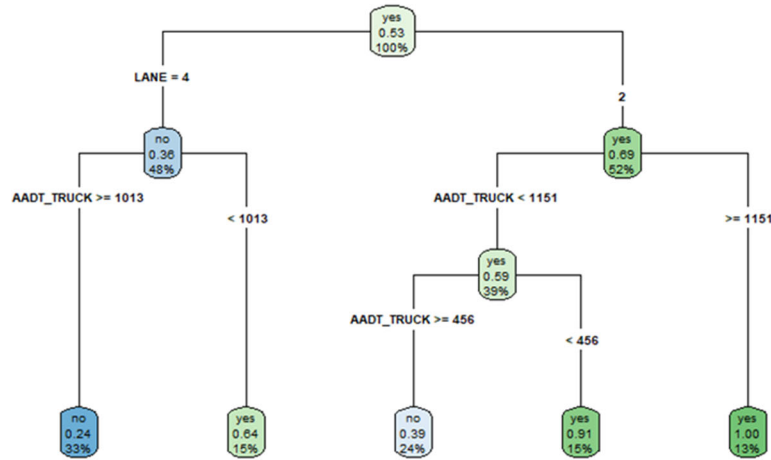 yes
0.53
100%
LANE = 4
2
no
0.36
48%
yes
0.69
52%
AADT_TRUCK >= 1013
< 1013
AADT_TRUCK < 1151
>= 1151
yes
0.59
39%
AADT_TRUCK >= 456
< 456
no
0.24
33%
yes
0.64
15%
no
0.39
24%
yes
0.91
15%
yes
1.00
13%